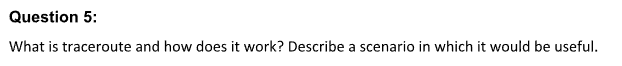 Question 5:
What is traceroute and how does it work? Describe a scenario in which it would be useful.